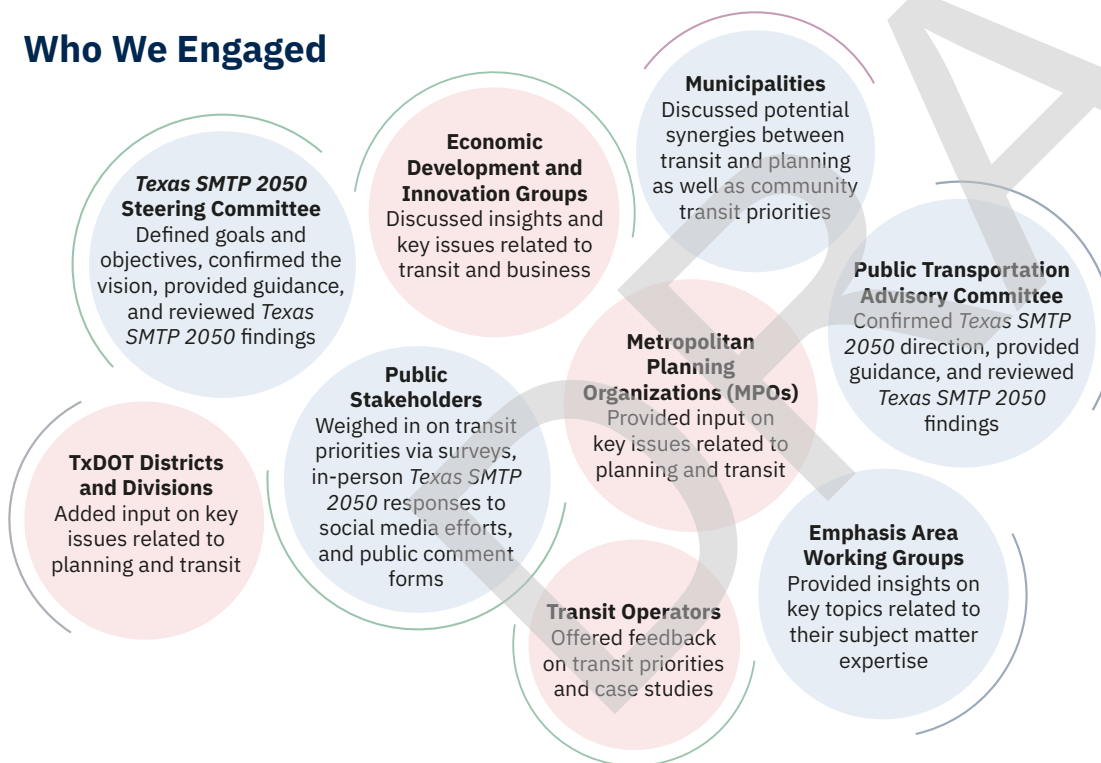 Who We Engaged
Texas SMTP 2050
Steering Committee
Defined goals and
objectives, confirmed the
vision, provided guidance,
and reviewed Texas
SMTP 2050 findings
Economic
Development and
Innovation Groups
Discussed insights and
key issues related to
transit and business
Municipalities
Discussed potential
synergies between
transit and planning
as well as community
transit priorities
Public Transportation
Advisory Committee
Confirmed Texas SMTP
2050 direction, provided
guidance, and reviewed
Texas SMTP 2050
findings
Metropolitan
Planning
Organizations (MPOs)
Provided input on
key issues related to
planning and transit
Public
Stakeholders
Weighed in on transit
priorities via surveys,
in-person Texas SMTP
2050 responses to
social media efforts,
and public comment
forms
TxDOT Districts
and Divisions
Added input on key
issues related to
planning and transit
Emphasis Area
Working Groups
Provided insights on
key topics related to
their subject matter
expertise
Transit Operators
Offered feedback
on transit priorities
and case studies
DRA